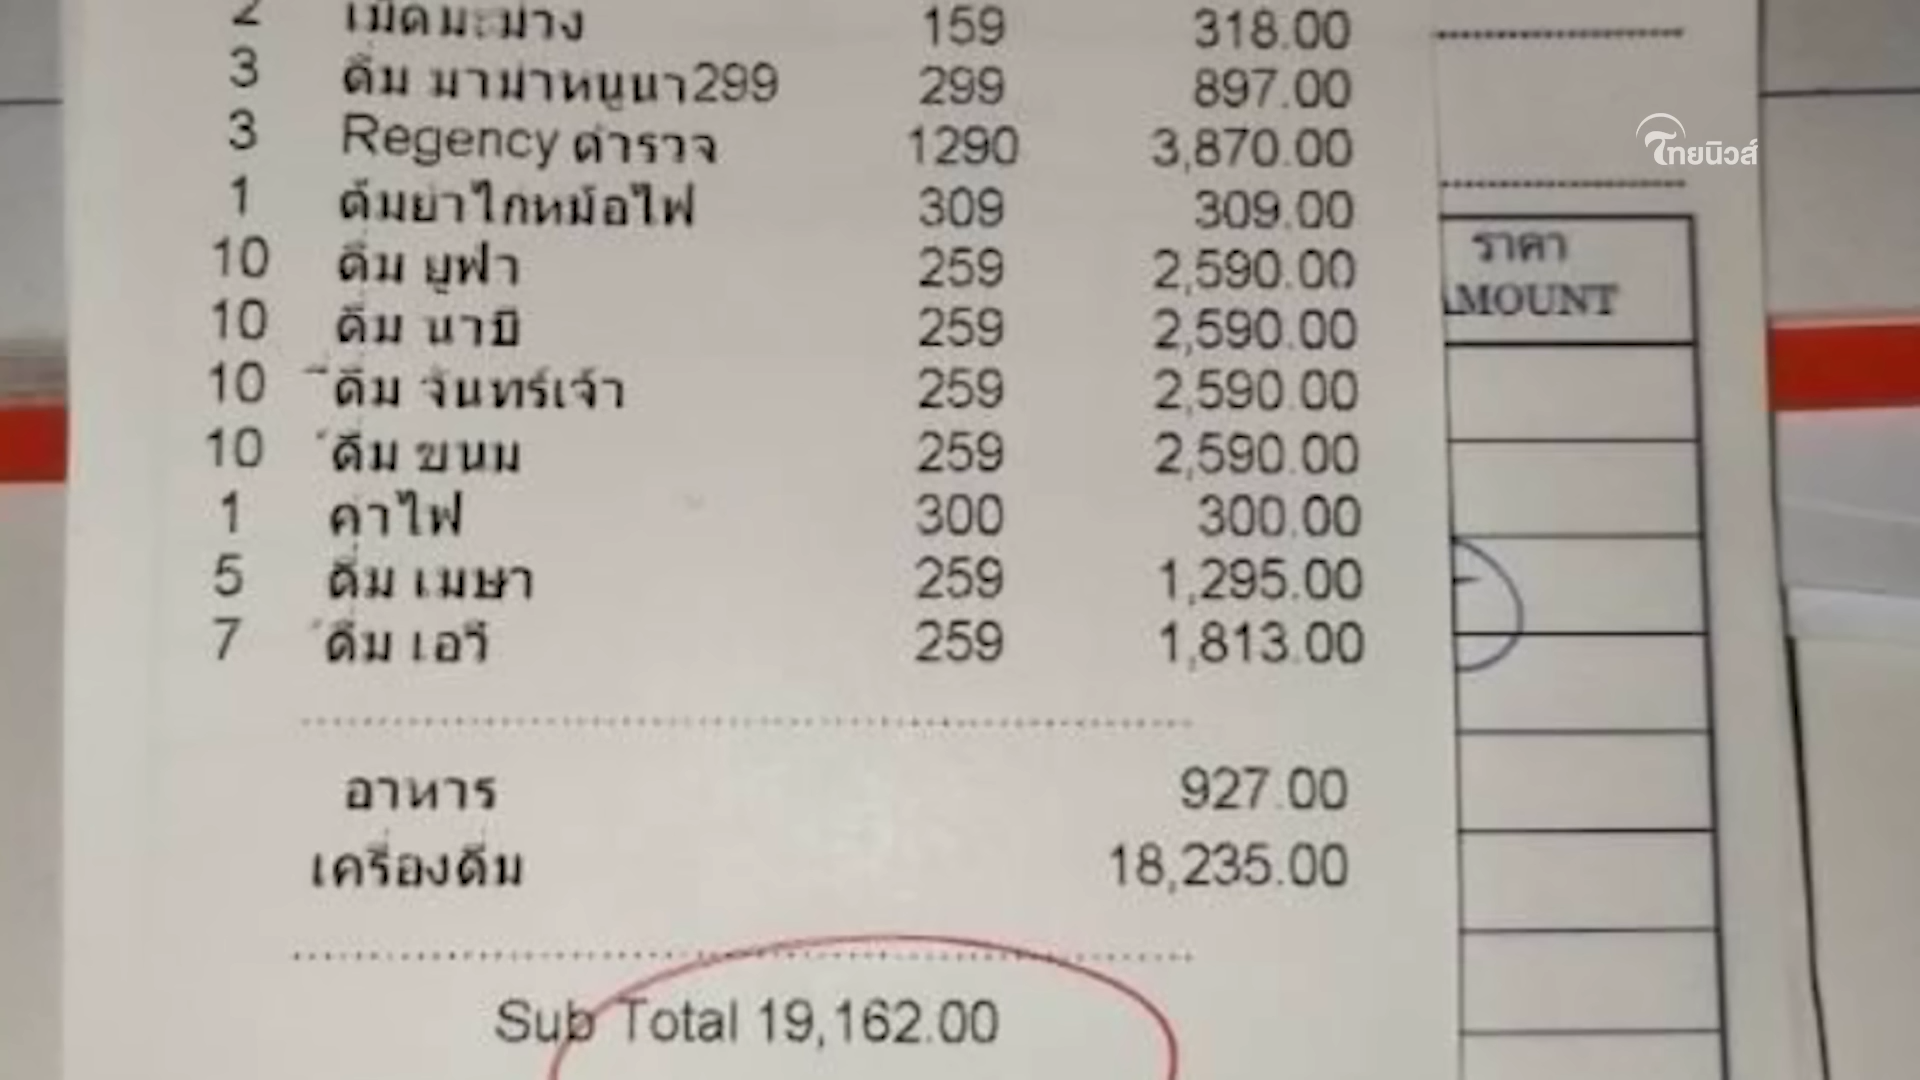 2 เม็ดมะม่วง 159 318.00
3 ดื่ม มาม่าหนูนา299 299 897.00
3 Regency ตำรวจ 1290 3,870.00
1 ต้มยำไก่หม้อไฟ 309 309.00
10 ดื่ม ยูฟ่า 259 2,590.00
10 ดื่ม นาบี 259 2,590.00
10 ดื่ม จันทร์เจ้า 259 2,590.00
10 ดื่ม ขนม 259 2,590.00
1 ค่าไฟ 300 300.00
5 ดื่ม เมษา 259 1,295.00
7 ดื่ม เอวี 259 1,813.00
อาหาร 927.00
เครื่องดื่ม 18,235.00
Sub Total 19,162.00
ไทยนิวส์
ราคา
AMOUNT